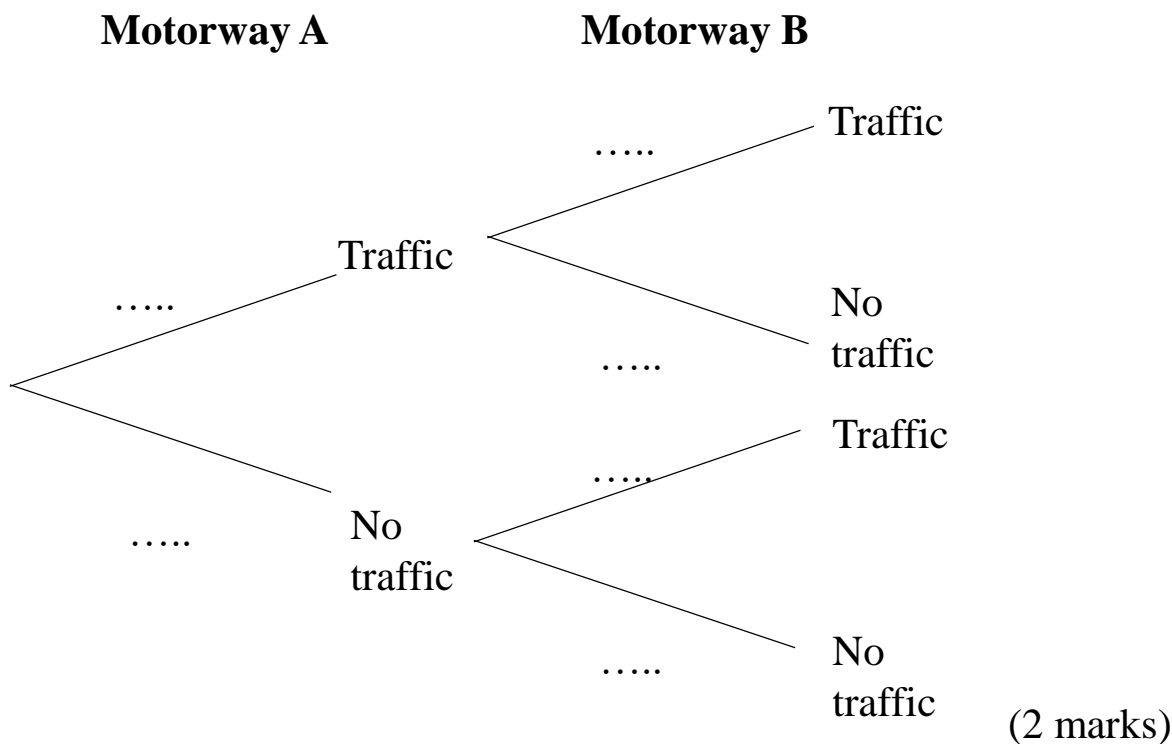 Motorway A
Motorway B
…..
Traffic
Traffic
…..
No
traffic
…..
Traffic
…..
…..
No
traffic
…..
No
traffic
(2 marks)